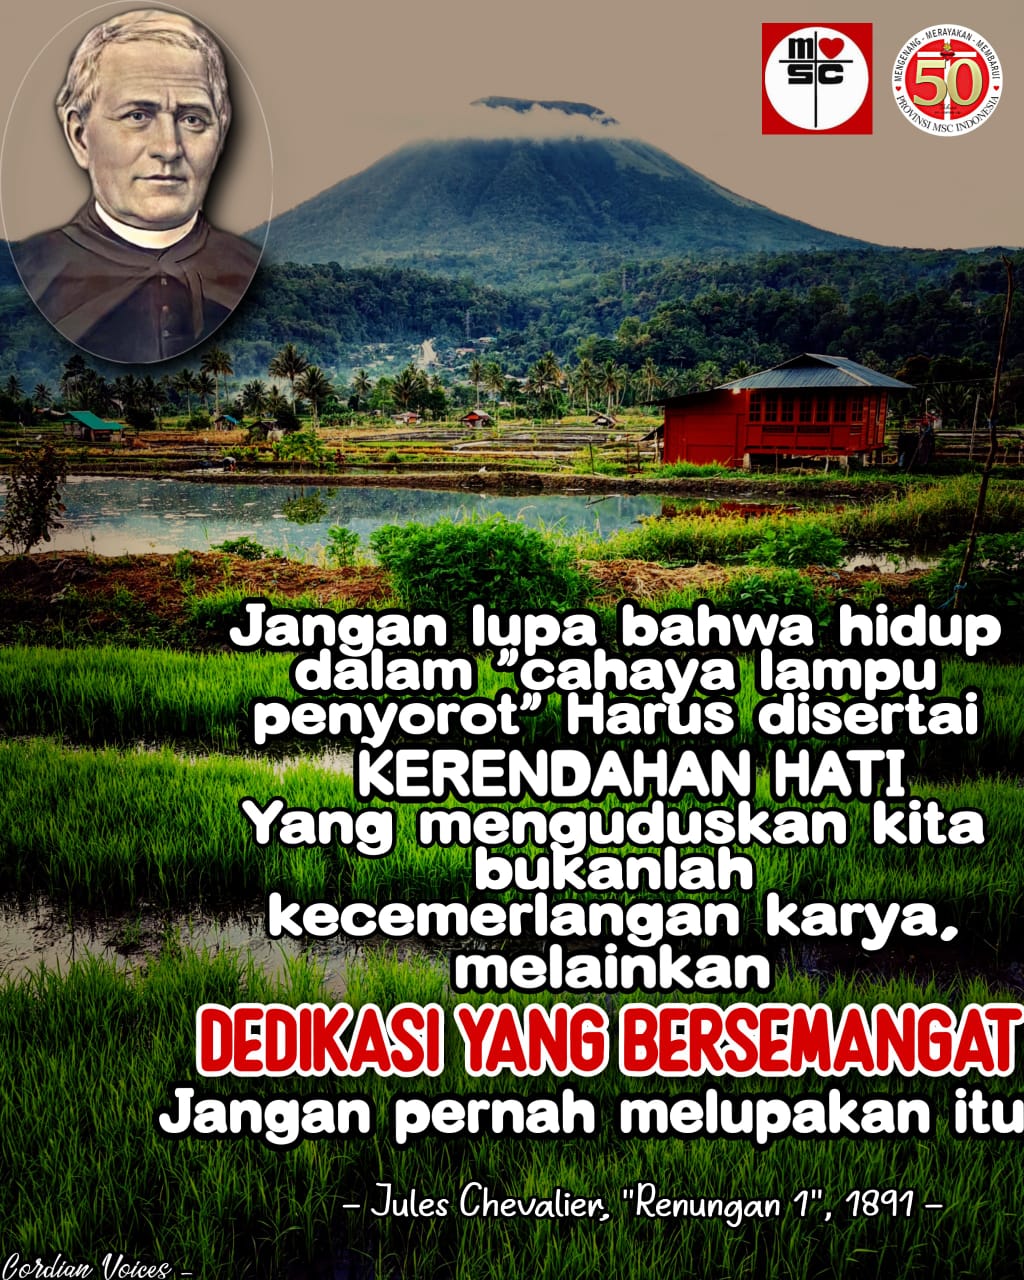 M SC
MENGENANG - MERAYAKAN - MEMBARUI
50
PROVINSI MSC INDONESIA
Jangan lupa bahwa hidup
dalam "cahaya lampu
penyorot" Harus disertai
KERENDAHAN HATI
Yang menguduskan kita
bukanlah
kecemerlangan karya,
melainkan
DEDIKASI YANG BERSEMANGAT
Jangan pernah melupakan itu
– Jules Chevalier, "Renungan 1", 1891 –
Cordian Voices –